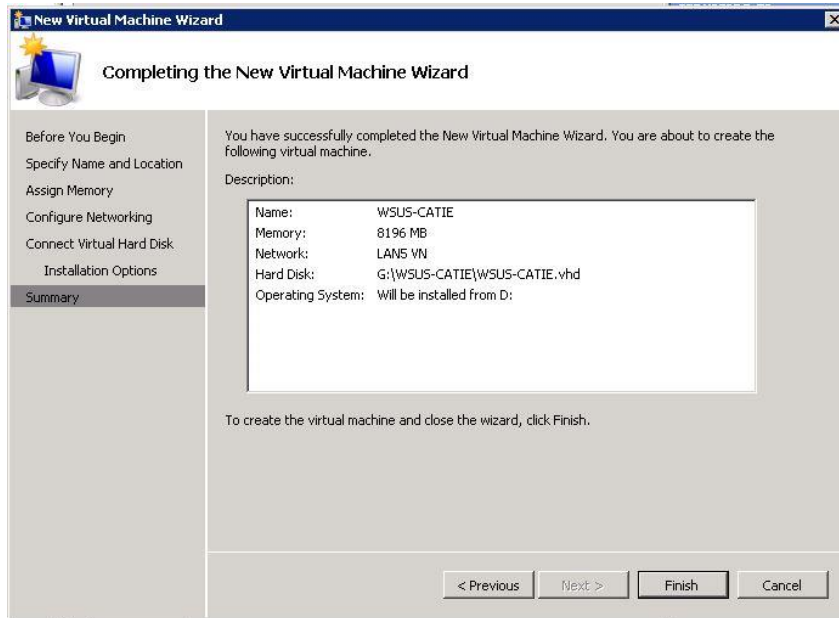 New Virtual Machine Wizard
Completing the New Virtual Machine Wizard
Before You Begin
Specify Name and Location
Assign Memory
Configure Networking
Connect Virtual Hard Disk
Installation Options
Summary
You have successfully completed the New Virtual Machine Wizard. You are about to create the
following virtual machine.
Description:
Name: WSUS-CATIE
Memory: 8196 MB
Network: LAN5 VN
Hard Disk: G:\WSUS-CATIE\WSUS-CATIE.vhd
Operating System: Will be installed from D:
To create the virtual machine and close the wizard, click Finish.
< Previous Next > Finish Cancel